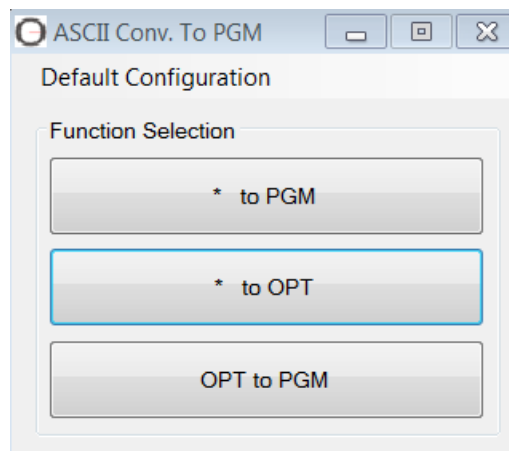 ASCII Conv. To PGM
Default Configuration
Function Selection
* to PGM
* to OPT
OPT to PGM